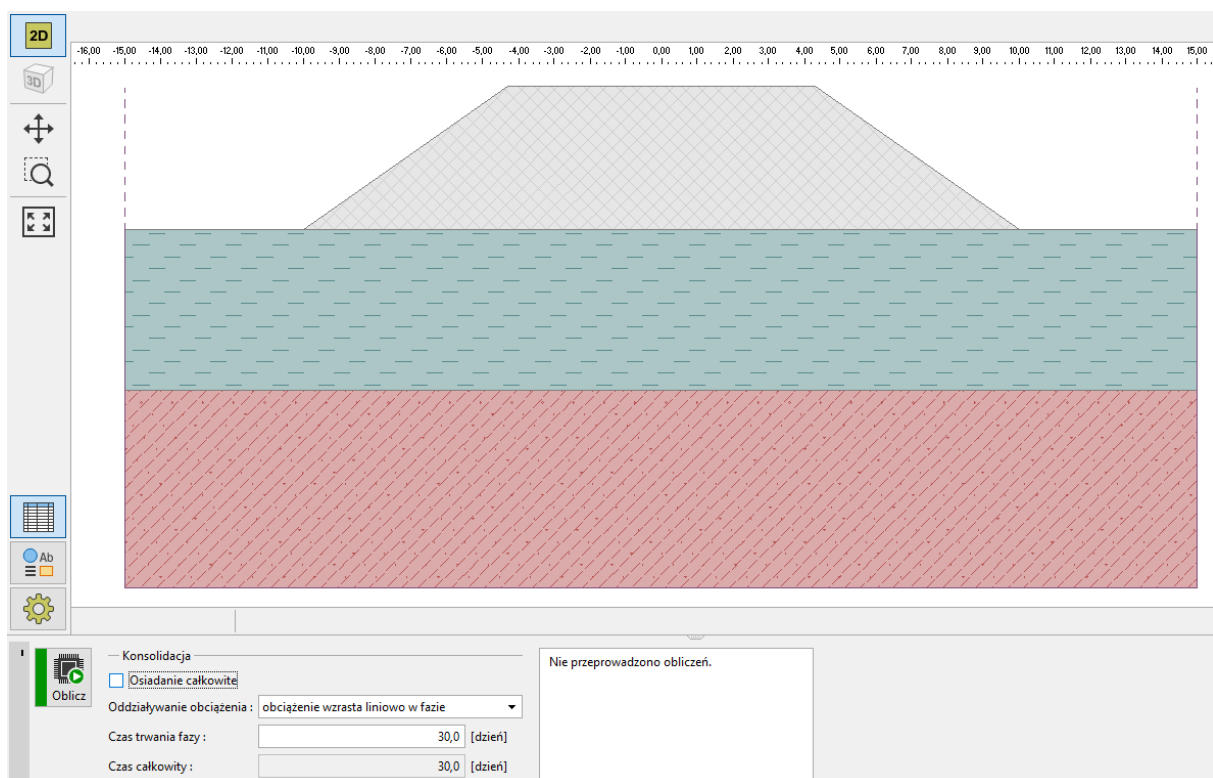 2D
-16,00 -15,00 -14,00 -13,00 -12,00 -11,00 -10,00 -9,00 -8,00 -7,00 -6,00 -5,00 -4,00 -3,00 -2,00 -1,00 0,00 1,00 2,00 3,00 4,00 5,00 6,00 7,00 8,00 9,00 10,00 11,00 12,00 13,00 14,00 15,00
3D
Ab
Oblicz
Konsolidacja
Osiadanie całkowite
Oddziaływanie obciążenia : obciążenie wzrasta liniowo w fazie
Czas trwania fazy : 30,0 [dzień]
Czas całkowity : 30,0 [dzień]
Nie przeprowadzono obliczeń.